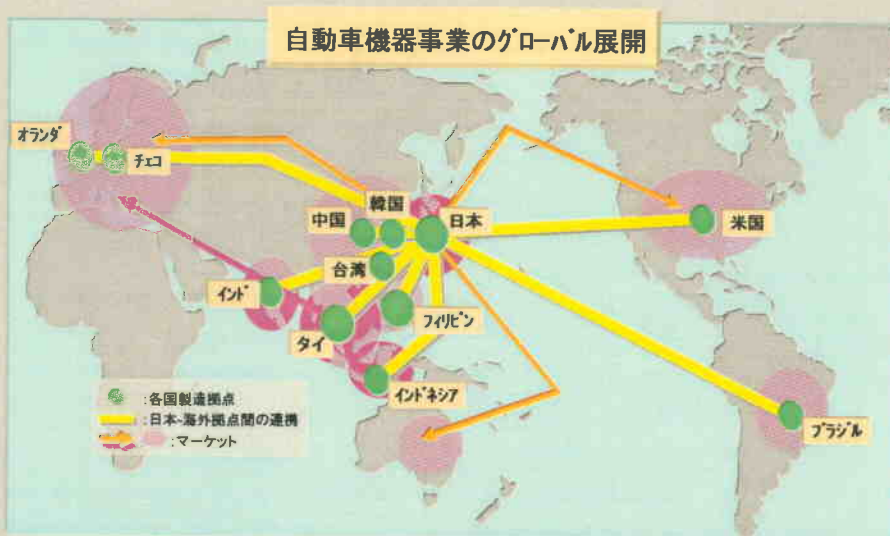 自動車機器事業のグローバル展開
オランダ
チェコ
韓国
中国
日本
米国
台湾
インド
フィリピン
タイ
インドネシア
ブラジル
:各国製造拠点
:日本-海外拠点間の連携
:マーケット